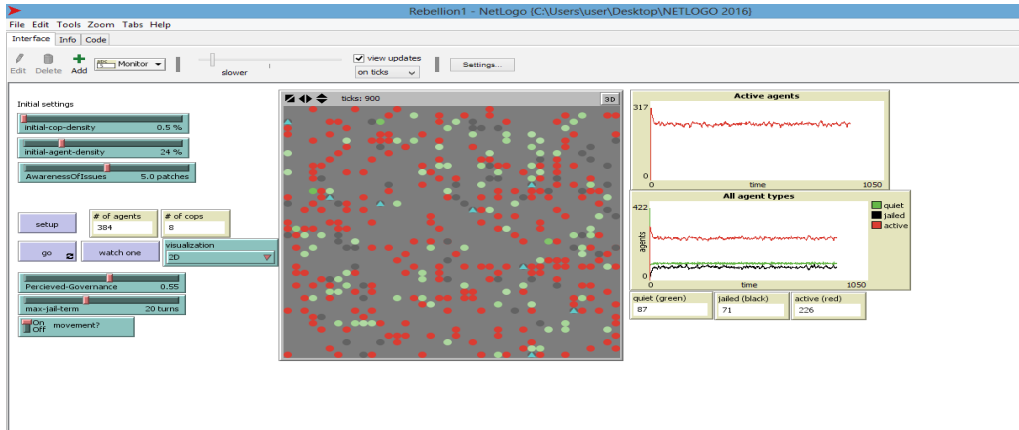 Rebellion1 - NetLogo {C:\Users\user\Desktop\NETLOGO 2016}
File Edit Tools Zoom Tabs Help
Interface Info Code
Edit Delete Add
abc
5
Monitor
slower
view updates
on ticks
Settings...
Initial settings
initial-cop-density 0.5 %
initial-agent-density 24 %
AwarenessOfIssues 5.0 patches
setup
# of agents
384
# of cops
8
go
watch one
visualization
2D
Percieved-Governance 0.55
max-jail-term 20 turns
On
Off
movement?
ticks: 900
3D
Active agents
317
0
0 time 1050
All agent types
422
agents
0
0 time 1050
quiet
jailed
active
quiet (green)
87
jailed (black)
71
active (red)
226